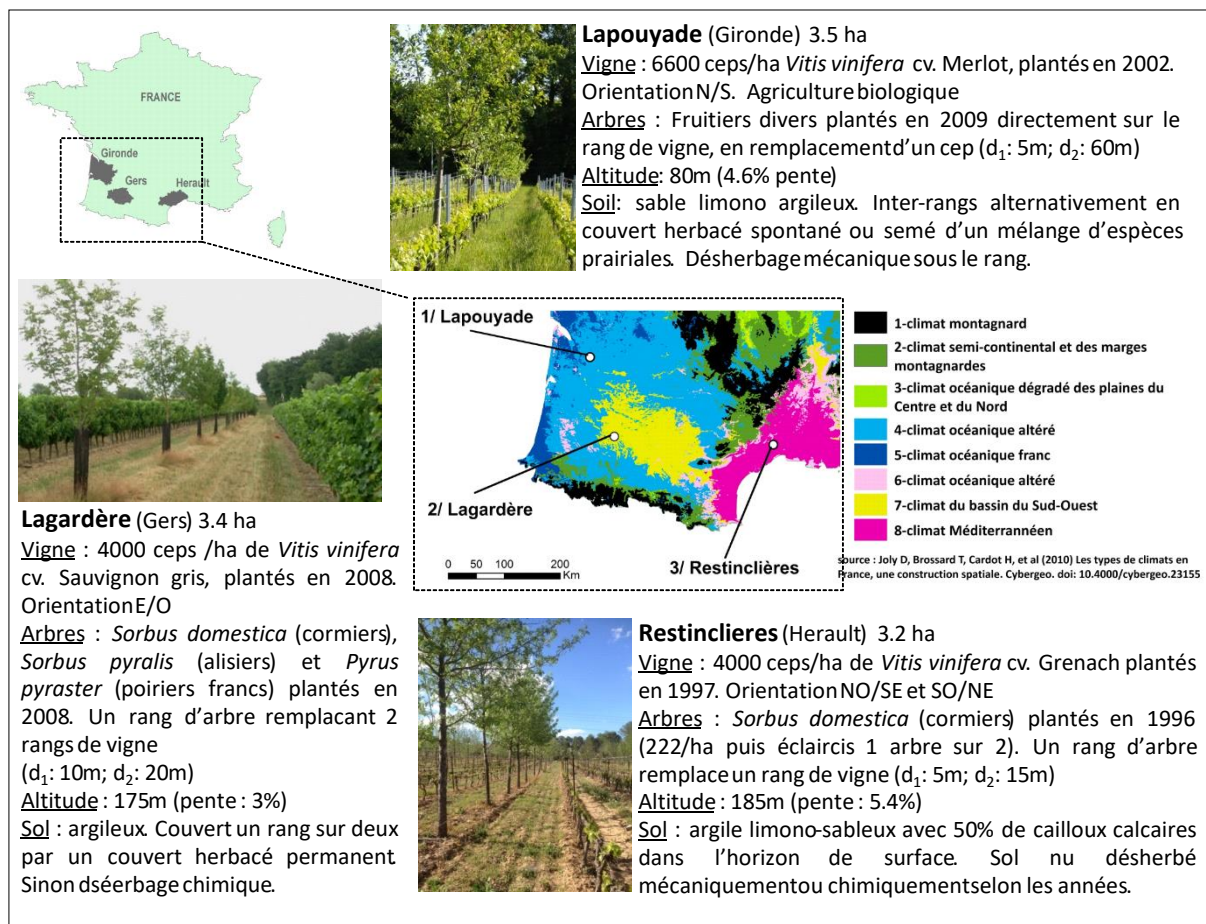 FRANCE
Gironde
Gers
Herault
Lapouyade (Gironde) 3.5 ha
Vigne : 6600 ceps/ha Vitis vinifera cv. Merlot, plantés en 2002.
Orientation N/S. Agriculture biologique
Arbres : Fruitiers divers plantés en 2009 directement sur le
rang de vigne, en remplacement d'un cep (d₁: 5m; d₂: 60m)
Altitude: 80m (4.6% pente)
Soil: sable limono argileux. Inter-rangs alternativement en
couvert herbacé spontané ou semé d'un mélange d'espèces
prairiales. Désherbage mécanique sous le rang.
1/ Lapouyade
2/ Lagardère
3/ Restinclières
0 50 100 200
Km
1-climat montagnard
2-climat semi-continental et des marges
montagnardes
3-climat océanique dégradé des plaines du
Centre et du Nord
4-climat océanique altéré
5-climat océanique franc
6-climat océanique altéré
7-climat du bassin du Sud-Ouest
8-climat Méditerrannéen
source : Joly D, Brossard T, Cardot H, et al (2010) Les types de climats en
France, une construction spatiale. Cybergeo. doi: 10.4000/cybergeo.23155
Lagardère (Gers) 3.4 ha
Vigne : 4000 ceps /ha de Vitis vinifera
cv. Sauvignon gris, plantés en 2008.
Orientation E/O
Arbres : Sorbus domestica (cormiers),
Sorbus pyralis (alisiers) et Pyrus
pyraster (poiriers francs) plantés en
2008. Un rang d'arbre remplacant 2
rangs de vigne
(d₁: 10m; d₂: 20m)
Altitude : 175m (pente : 3%)
Sol : argileux. Couvert un rang sur deux
par un couvert herbacé permanent.
Sinon dséerbage chimique.
Restinclieres (Herault) 3.2 ha
Vigne : 4000 ceps/ha de Vitis vinifera cv. Grenach plantés
en 1997. Orientation NO/SE et SO/NE
Arbres : Sorbus domestica (cormiers) plantés en 1996
(222/ha puis éclaircis 1 arbre sur 2). Un rang d'arbre
remplace un rang de vigne (d₁: 5m; d₂: 15m)
Altitude : 185m (pente : 5.4%)
Sol : argile limono-sableux avec 50% de cailloux calcaires
dans l'horizon de surface. Sol nu désherbé
mécaniquement ou chimiquement selon les années.